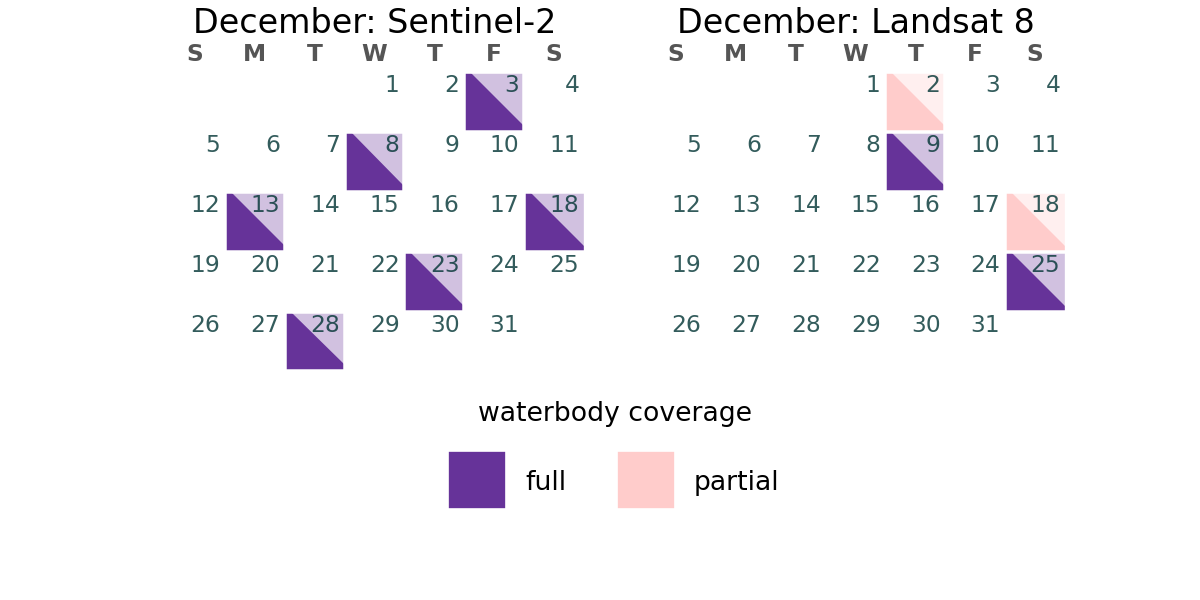 December: Sentinel-2
S M T W T F S
1 2 3 4
5 6 7 8 9 10 11
12 13 14 15 16 17 18
19 20 21 22 23 24 25
26 27 28 29 30 31
December: Landsat 8
S M T W T F S
1 2 3 4
5 6 7 8 9 10 11
12 13 14 15 16 17 18
19 20 21 22 23 24 25
26 27 28 29 30 31
waterbody coverage
full partial